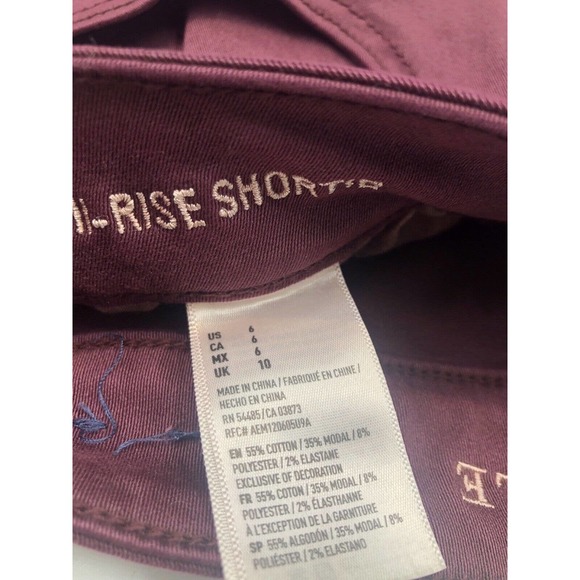 HI-RISE SHORTIE
US 6
CA 6
MX 6
UK 10
MADE IN CHINA / FABRIQUÉ EN CHINE /
HECHO EN CHINA
RN 54485/CA 03873
RFC# AEM120605U9A
EN 55% COTTON / 35% MODAL / 8%
POLYESTER / 2% ELASTANE
EXCLUSIVE OF DECORATION
FR 55% COTON / 35% MODAL / 8%
POLYESTER / 2% ÉLASTHANNE
À L'EXCEPTION DE LA GARNITURE
SP 55% ALGODÓN / 35% MODAL / 8%
POLIÉSTER / 2% ELASTANO